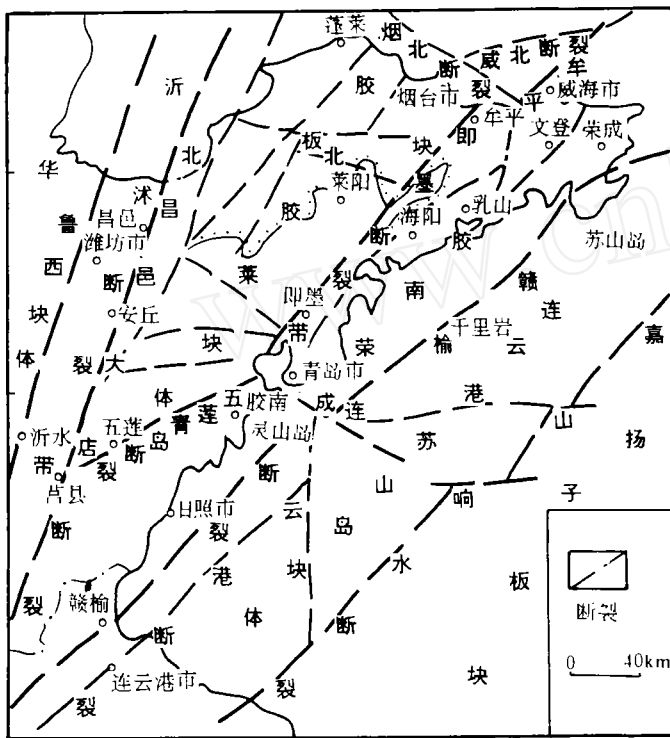 蓬莱
烟北断裂
威北断裂
烟台市
威海市
牟平
文登
荣成
苏山岛
乳山
海阳
莱阳
即墨
青岛市
胶南
灵山岛
千里岩
昌邑
潍坊市
安丘
沂水
五莲
莒县
日照市
赣榆
连云港市
华北板块
鲁西块体
沂沭断裂带
昌邑大店断裂
胶北块
胶莱块体
即墨牟平断裂带
胶南荣成
五莲青岛断裂
赣榆
连云港断裂
连云港块体
苏山岛
嘉山响水断裂
扬子板块
断裂
0 40km
www.cn